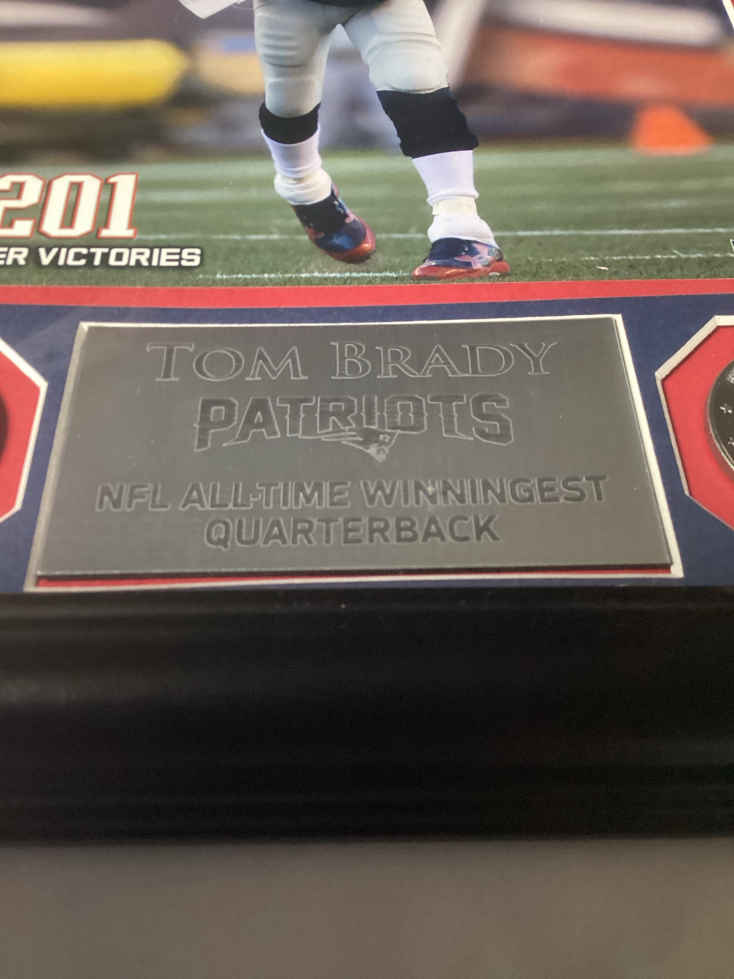 201
ER VICTORIES
TOM BRADY
PATRIOTS
NFL ALL-TIME WINNINGEST
QUARTERBACK